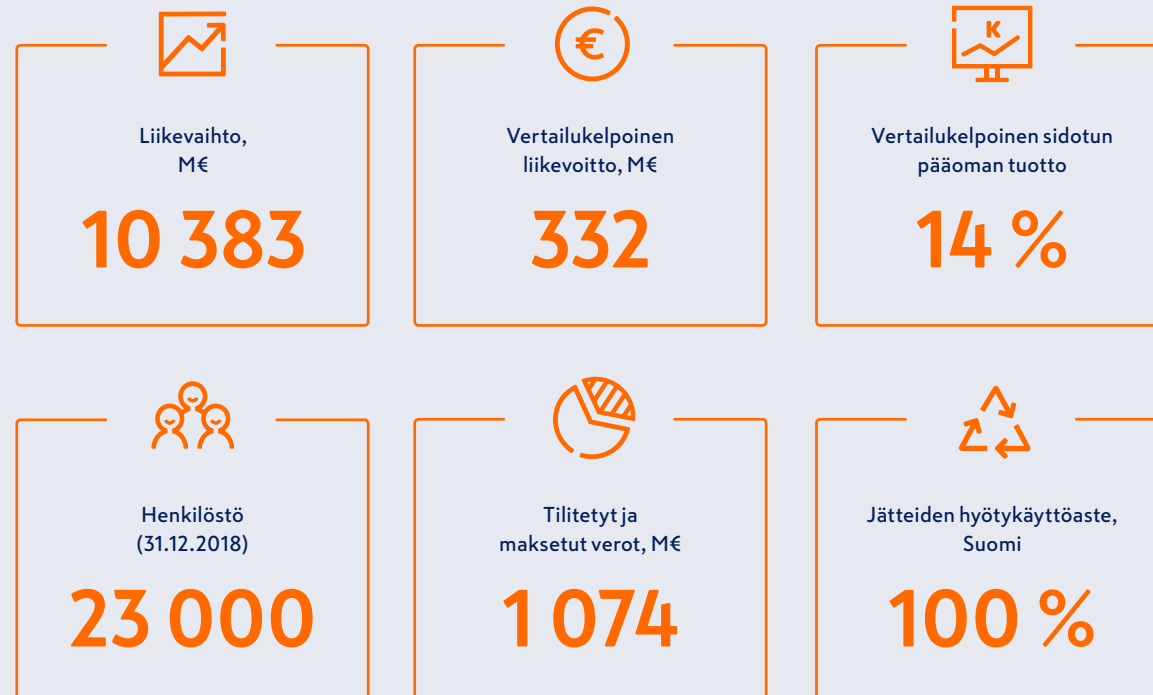 K
Liikevaihto,
M€
10 383
Vertailukelpoinen
liikevoitto, M€
332
Vertailukelpoinen sidotun
pääoman tuotto
14 %
Henkilöstö
(31.12.2018)
23 000
Tilitetyt ja
maksetut verot, M€
1 074
Jätteiden hyötykäyttöaste,
Suomi
100 %